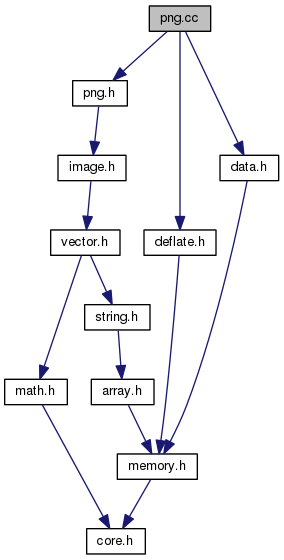 png.cc
png.h
image.h
data.h
vector.h
deflate.h
string.h
math.h
array.h
memory.h
core.h